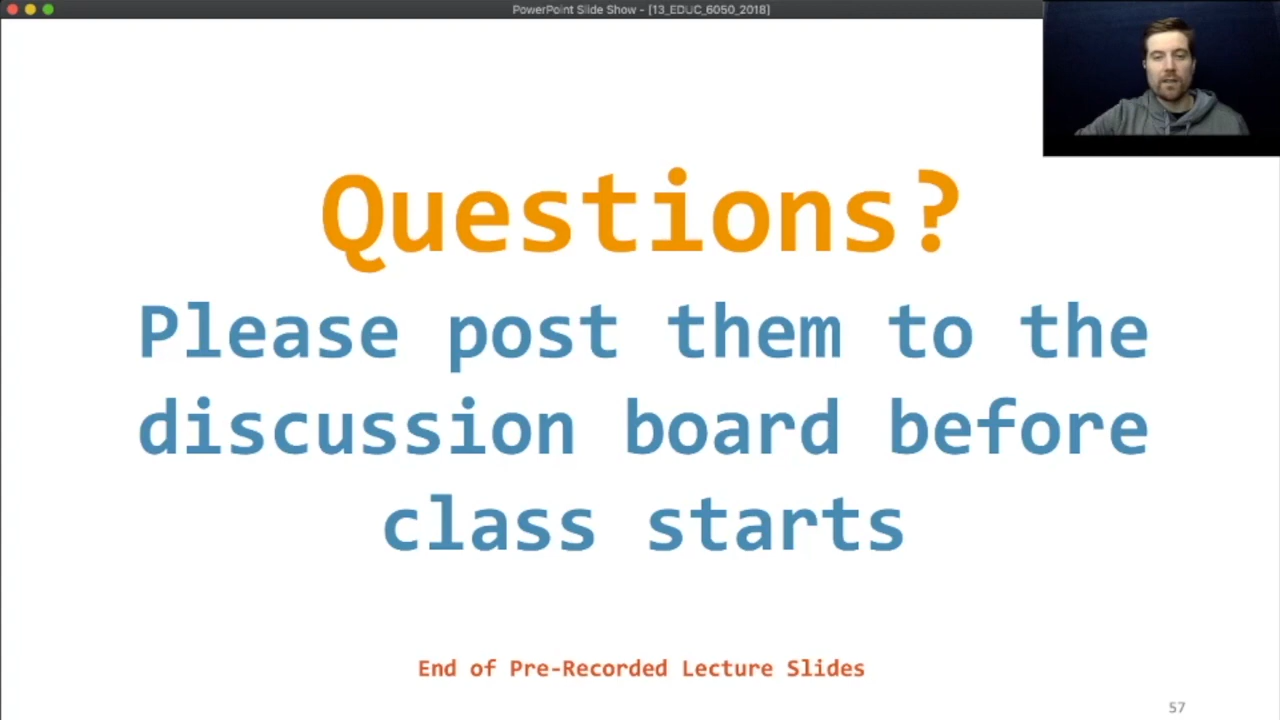 PowerPoint Slide Show - [13_EDUC_6050_2018]
Questions?
Please post them to the
discussion board before
class starts
End of Pre-Recorded Lecture Slides
57